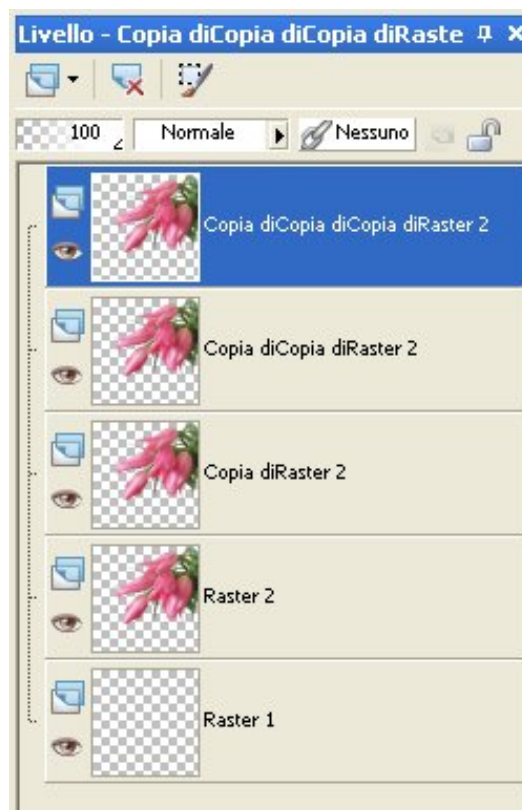 Livello - Copia diCopia diCopia diRaste
100 Normale Nessuno
Copia diCopia diCopia diRaster 2
Copia diCopia diRaster 2
Copia diRaster 2
Raster 2
Raster 1